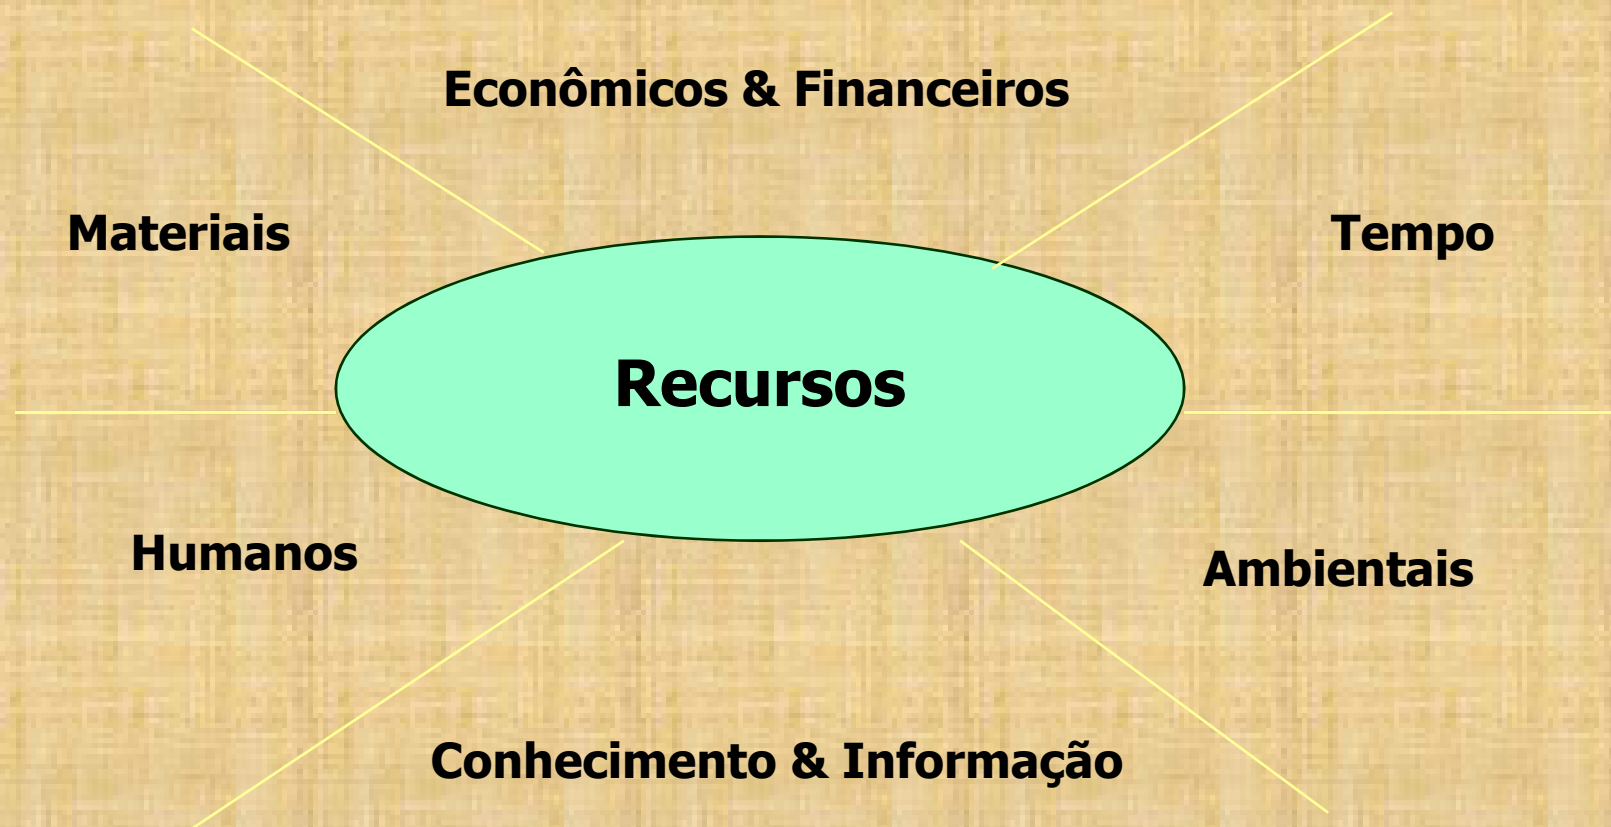 Econômicos & Financeiros
Materiais
Tempo
Recursos
Humanos
Ambientais
Conhecimento & Informação